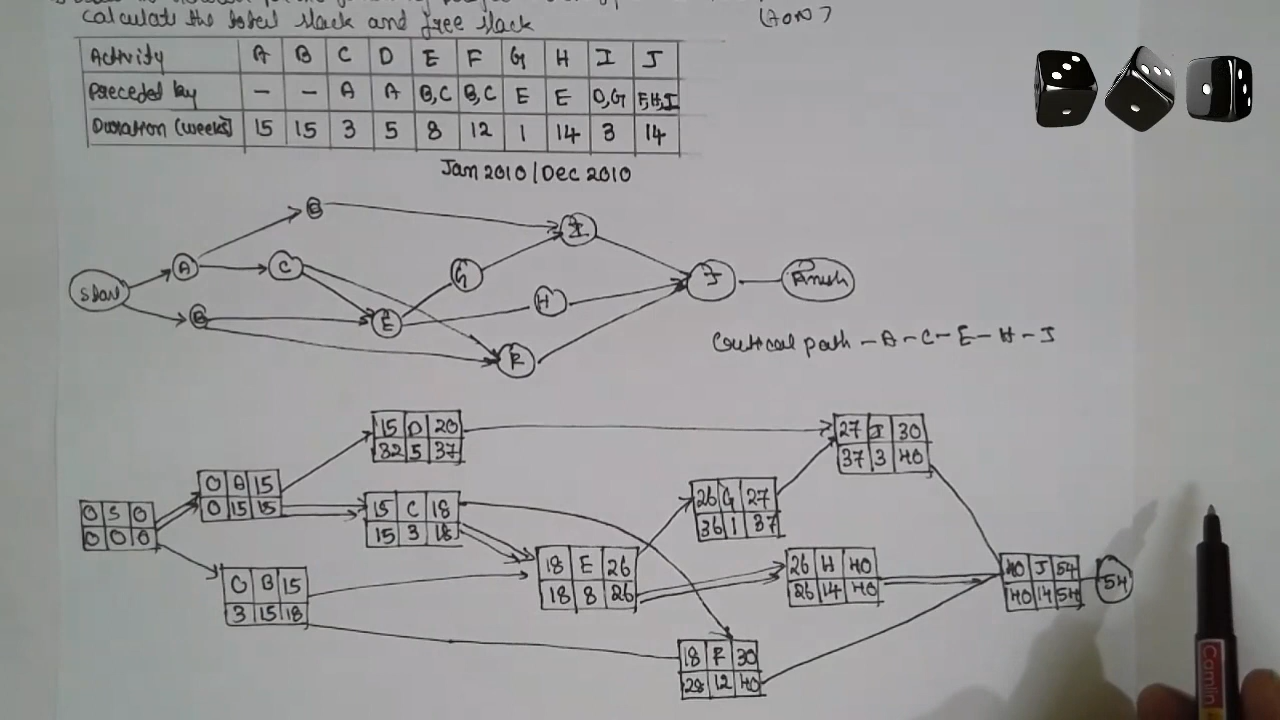 calculate the total slack and free slack
(AON)
Activity A B C D E F G H I J
preceded by — — A A B,C B,C E E D,G F,H,I
Duration (weeks) 15 15 3 5 8 12 1 14 3 14
Jan 2010/Dec 2010
B
I
A
C
G
J
Finish
Start
H
B
E
F
Critical path - A - C - E - H - J
15 D 20
32 5 37
27 I 30
37 3 40
0 A 15
0 15 15
15 C 18
15 3 18
26 G 27
36 1 37
0 S 0
0 0 0
0 B 15
3 15 18
18 E 26
18 8 26
26 H 40
26 14 40
40 J 54
40 14 54
54
18 F 30
28 12 40
Camlin